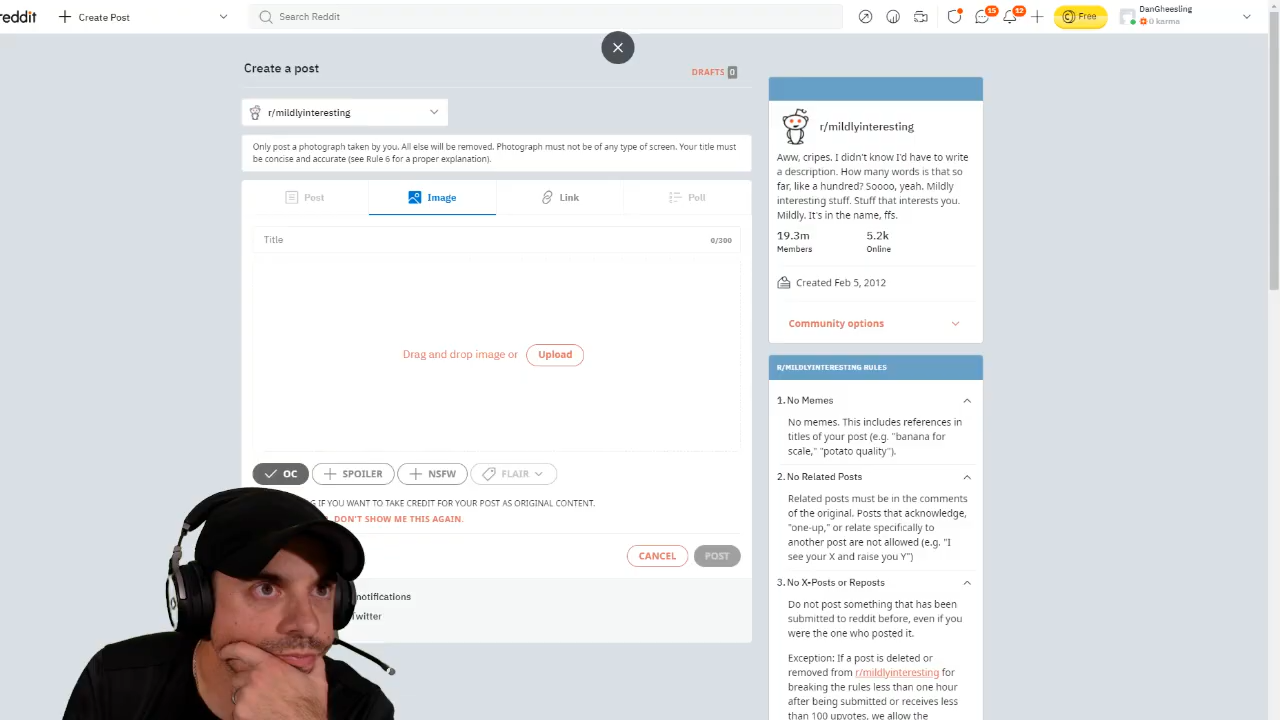 reddit
Create Post
Search Reddit
15
12
Free
DanGheesling
0 karma
Create a post
DRAFTS 0
r/mildlyinteresting
Only post a photograph taken by you. All else will be removed. Photograph must not be of any type of screen. Your title must
be concise and accurate (see Rule 6 for a proper explanation).
Post
Image
Link
Poll
Title
0/300
Drag and drop image or
Upload
OC
SPOILER
NSFW
FLAIR
IF YOU WANT TO TAKE CREDIT FOR YOUR POST AS ORIGINAL CONTENT.
DON'T SHOW ME THIS AGAIN.
CANCEL
POST
notifications
r/mildlyinteresting
Aww, cripes. I didn't know I'd have to write
a description. How many words is that so
far, like a hundred? Soooo, yeah. Mildly
interesting stuff. Stuff that interests you.
Mildly. It's in the name, ffs.
19.3m
Members
5.2k
Online
Created Feb 5, 2012
Community options
R/MILDLYINTERESTING RULES
1. No Memes
No memes. This includes references in
titles of your post (e.g. "banana for
scale," "potato quality").
2. No Related Posts
Related posts must be in the comments
of the original. Posts that acknowledge,
"one-up," or relate specifically to
another post are not allowed (e.g. "I
see your X and raise you Y")
3. No X-Posts or Reposts
Do not post something that has been
submitted to reddit before, even if you
were the one who posted it.
Exception: If a post is deleted or
removed from r/mildlyinteresting for
breaking the rules less than one hour
after being submitted or receives less
than 100 upvotes, we allow the